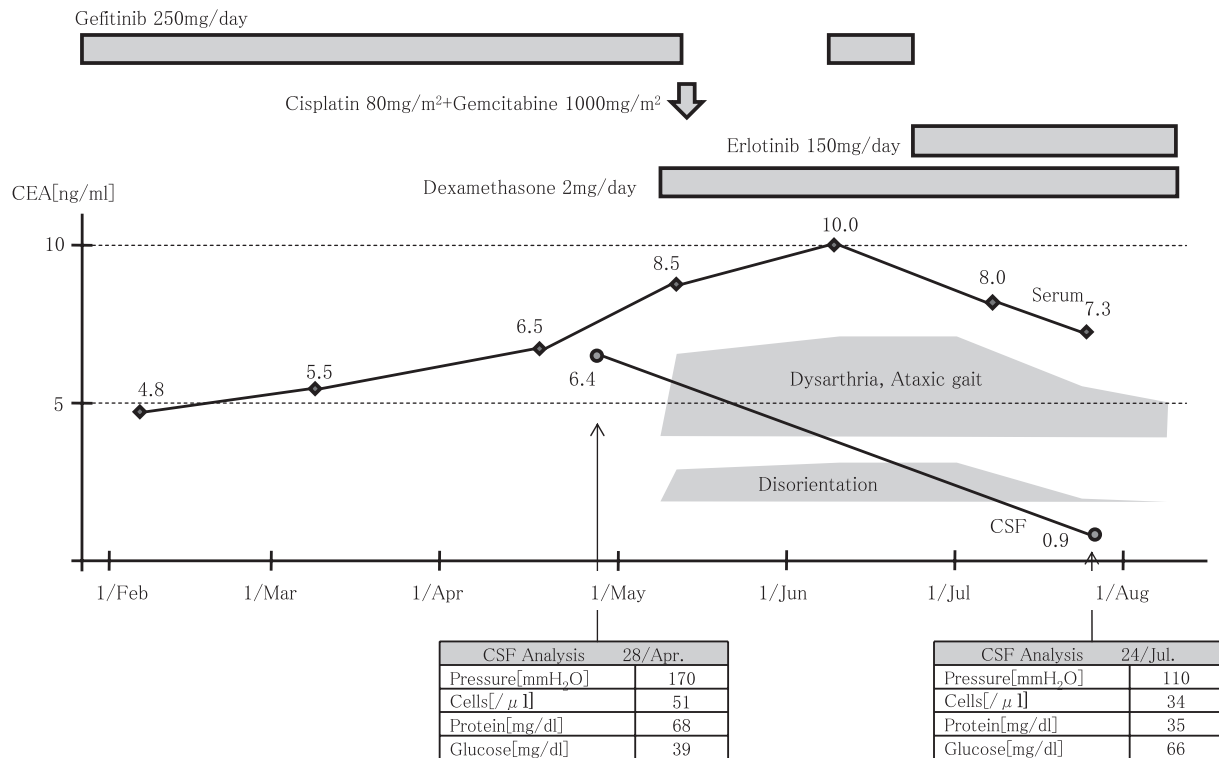 Gefitinib 250mg/day
Cisplatin 80mg/m²+Gemcitabine 1000mg/m²
Erlotinib 150mg/day
Dexamethasone 2mg/day
CEA[ng/ml]
10
5
4.8
5.5
6.5
8.5
10.0
8.0
Serum
7.3
6.4
Dysarthria, Ataxic gait
Disorientation
CSF
0.9
1/Feb 1/Mar 1/Apr 1/May 1/Jun 1/Jul 1/Aug
CSF Analysis 28/Apr.
Pressure[mmH₂O] 170
Cells[/μl] 51
Protein[mg/dl] 68
Glucose[mg/dl] 39
CSF Analysis 24/Jul.
Pressure[mmH₂O] 110
Cells[/μl] 34
Protein[mg/dl] 35
Glucose[mg/dl] 66